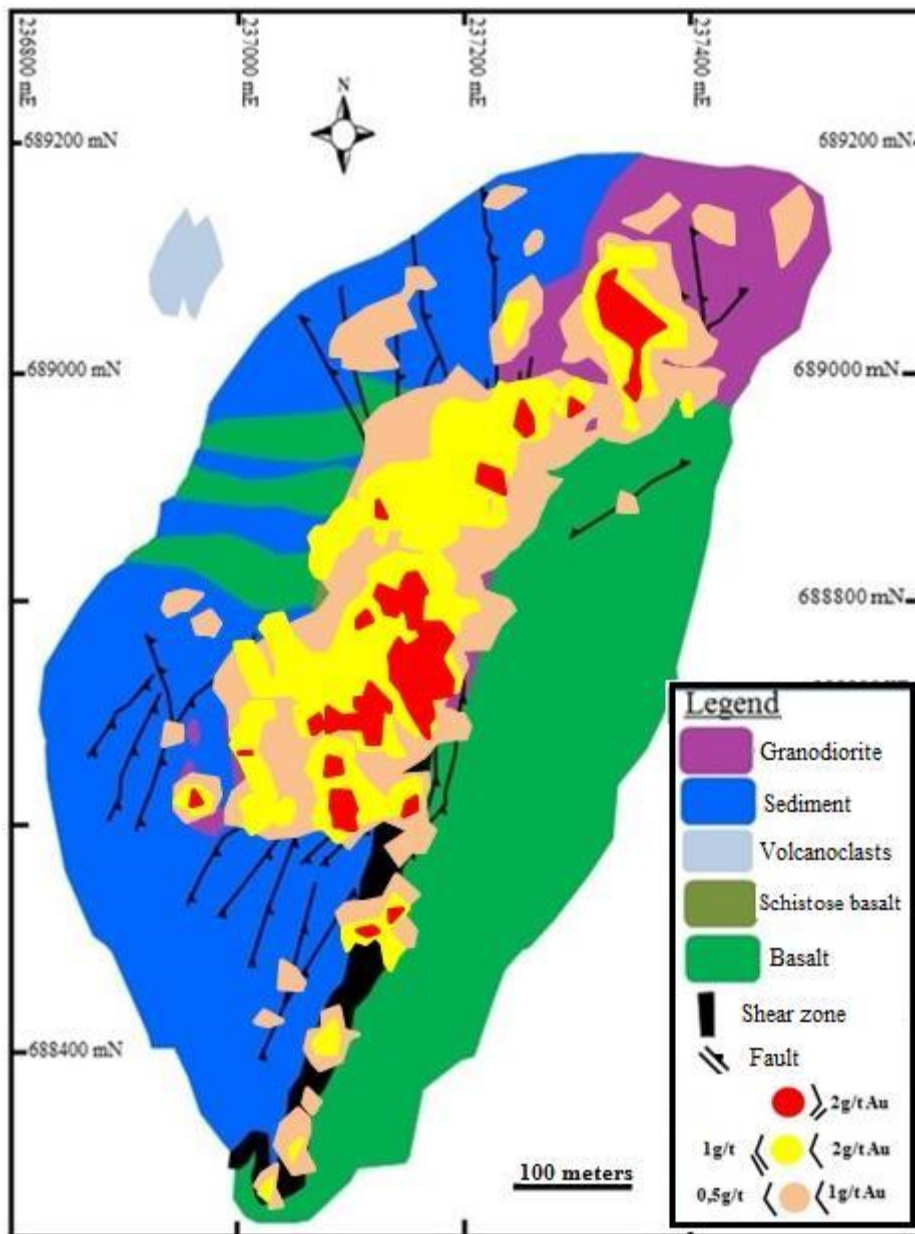 236800 mE
237000 mE
237200 mE
237400 mE
N
689200 mN
689200 mN
689000 mN
689000 mN
688800 mN
Legend
Granodiorite
Sediment
Volcanoclasts
Schistose basalt
Basalt
Shear zone
Fault
2g/t Au
1g/t 2g/t Au
0,5g/t 1g/t Au
688400 mN
100 meters